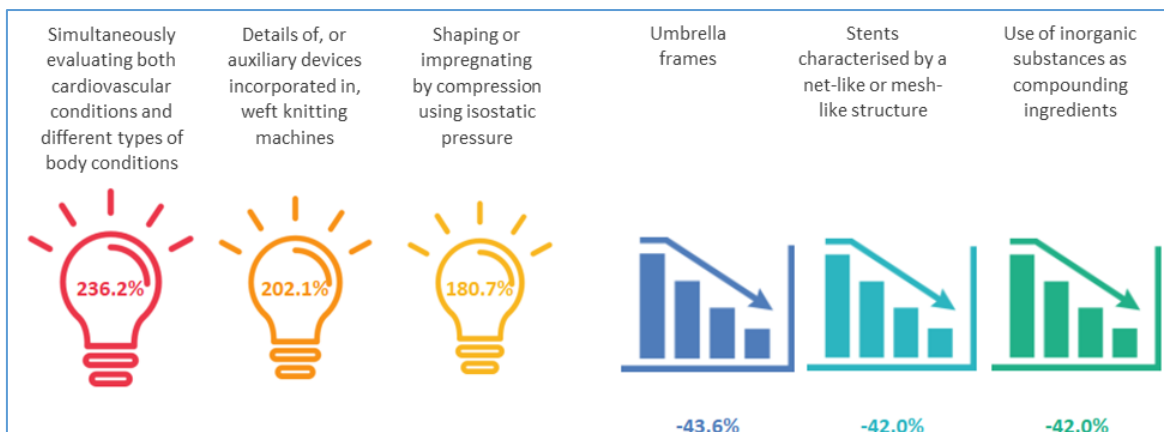 Simultaneously
evaluating both
cardiovascular
conditions and
different types of
body conditions
Details of, or
auxiliary devices
incorporated in,
weft knitting
machines
Shaping or
impregnating
by compression
using isostatic
pressure
Umbrella
frames
Stents
characterised by a
net-like or mesh-
like structure
Use of inorganic
substances as
compounding
ingredients
236.2%
202.1%
180.7%
-43.6%
-42.0%
-42.0%